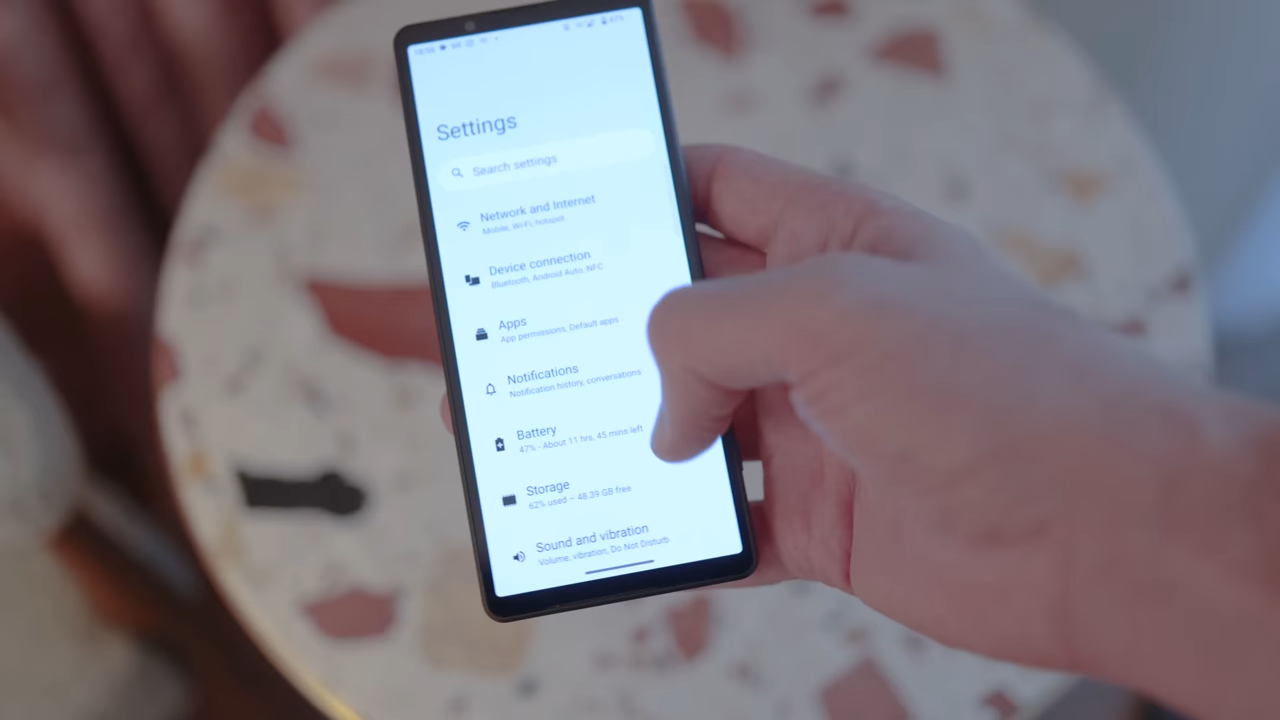 47%
Settings
Search settings
Network and Internet
Mobile, Wi-Fi, hotspot
Device connection
Bluetooth, Android Auto, NFC
Apps
App permissions, Default apps
Notifications
Notification history, conversations
Battery
47% - About 11 hrs, 45 mins left
Storage
62% used – 48.39 GB free
Sound and vibration
Volume, vibration, Do Not Disturb